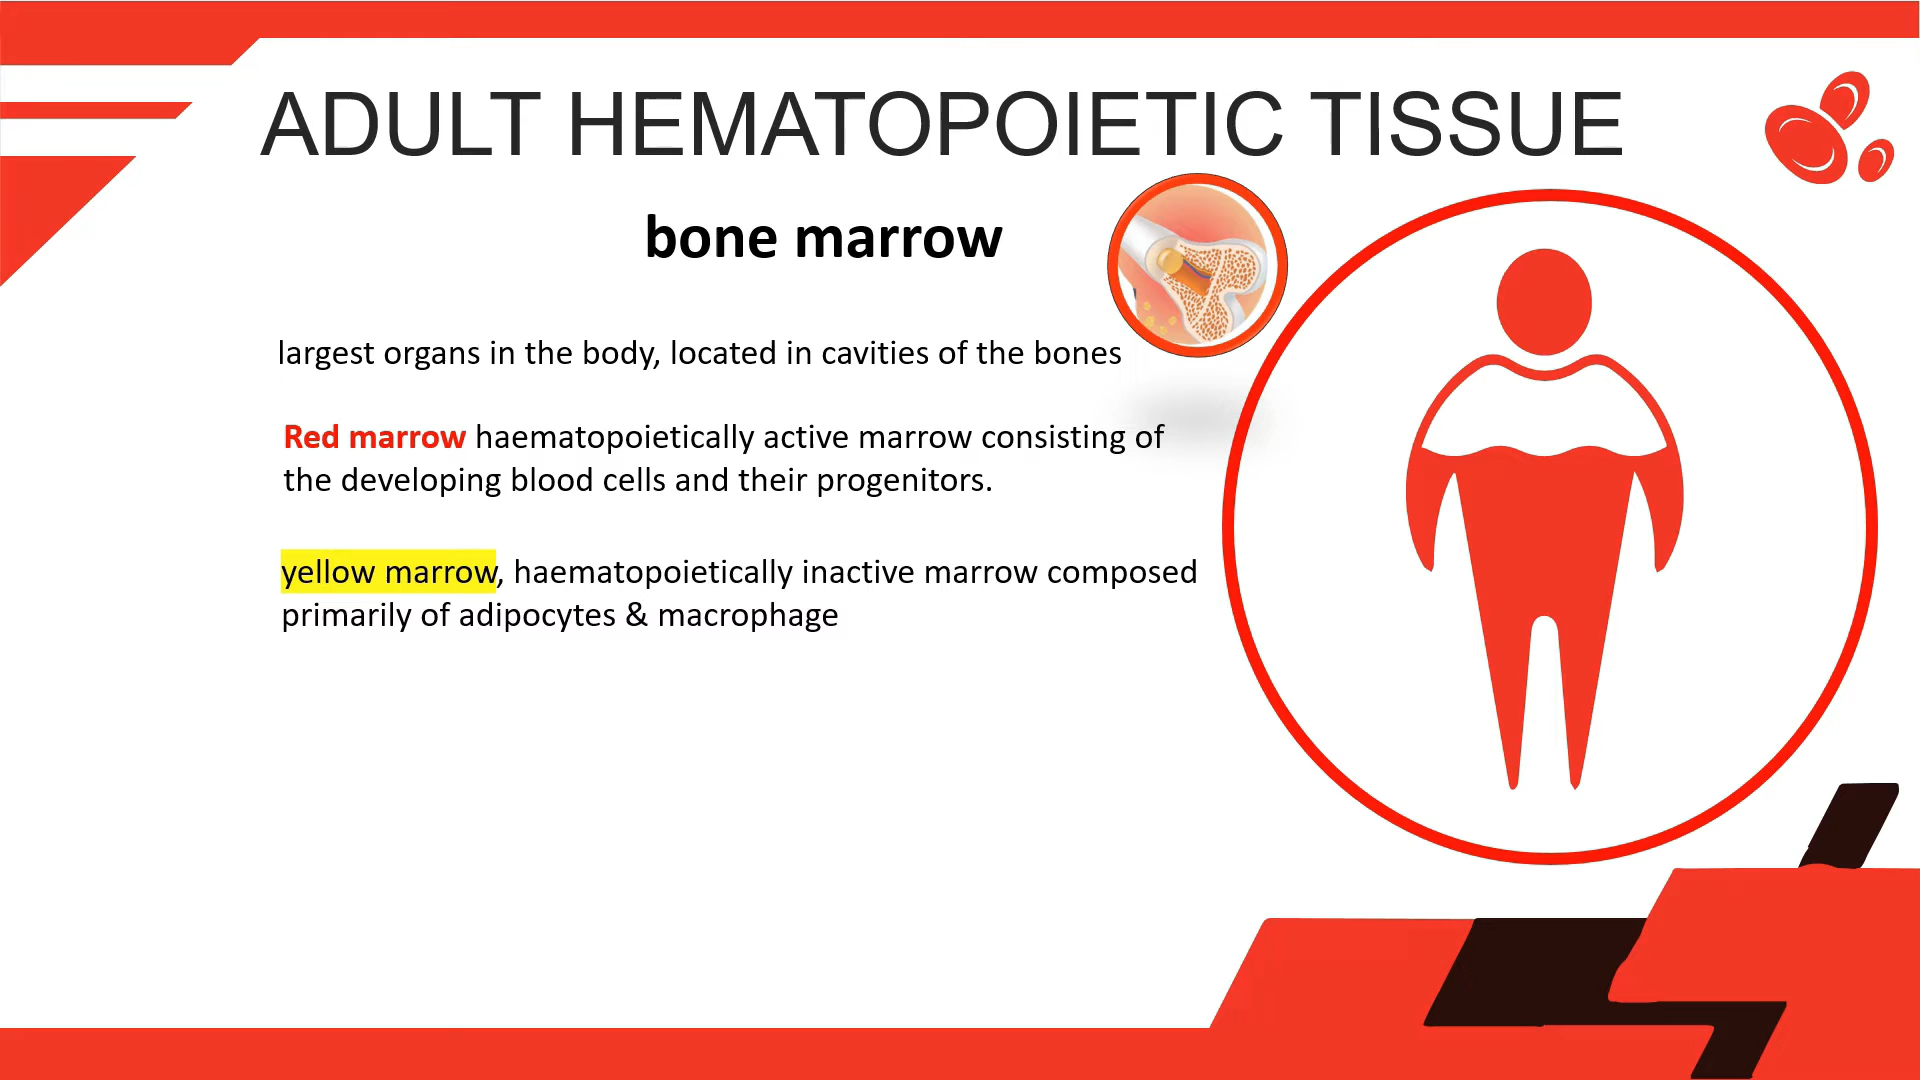 ADULT HEMATOPOIETIC TISSUE
bone marrow
largest organs in the body, located in cavities of the bones
Red marrow haematopoietically active marrow consisting of
the developing blood cells and their progenitors.
yellow marrow, haematopoietically inactive marrow composed
primarily of adipocytes & macrophage